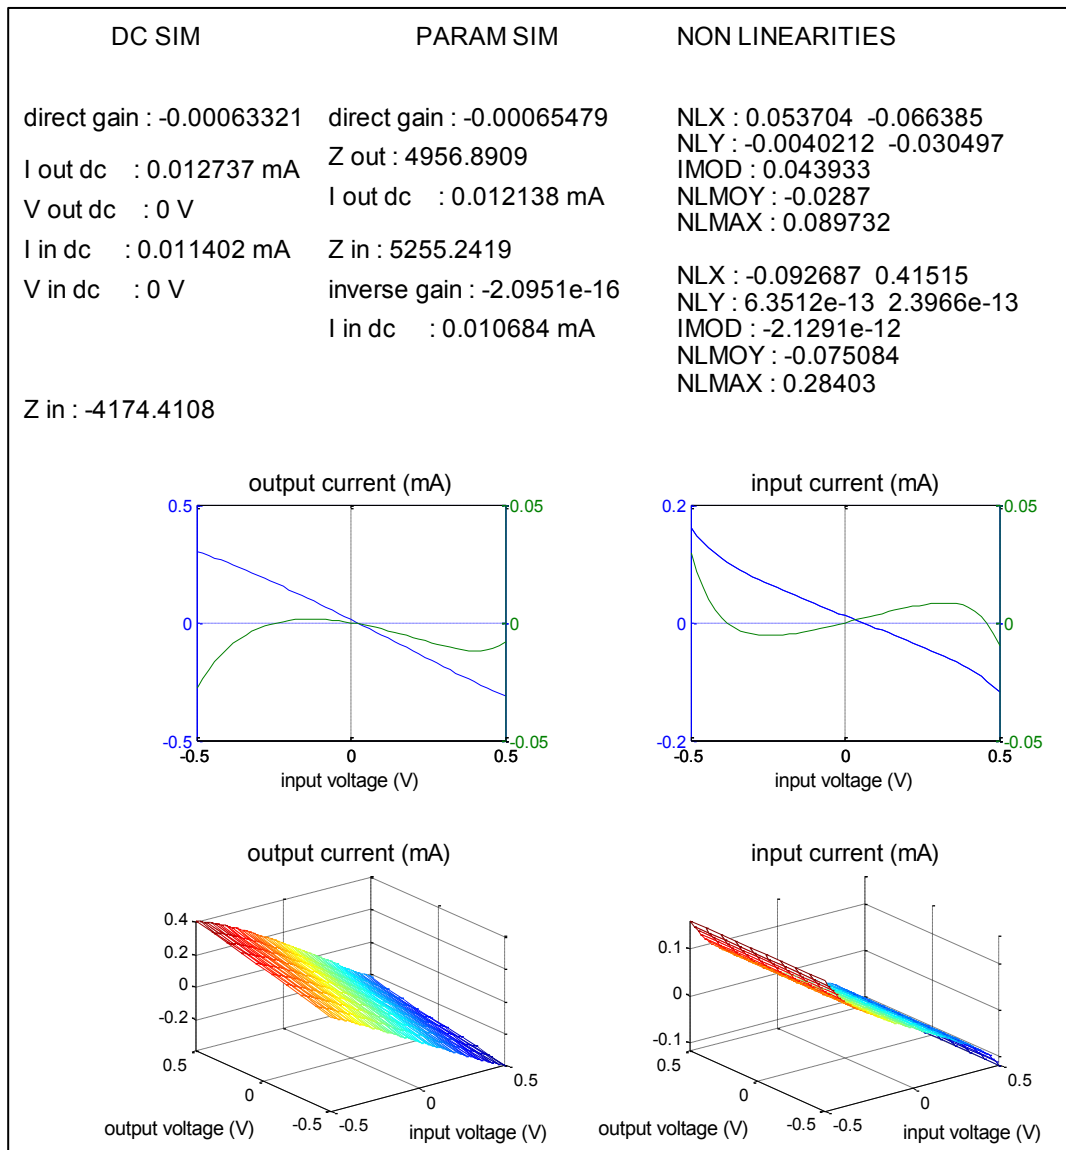 DC SIM
direct gain : -0.00063321
I out dc : 0.012737 mA
V out dc : 0 V
I in dc : 0.011402 mA
V in dc : 0 V
Z in : -4174.4108
PARAM SIM
direct gain : -0.00065479
Z out : 4956.8909
I out dc : 0.012138 mA
Z in : 5255.2419
inverse gain : -2.0951e-16
I in dc : 0.010684 mA
NON LINEARITIES
NLX : 0.053704 -0.066385
NLY : -0.0040212 -0.030497
IMOD : 0.043933
NLMOY : -0.0287
NLMAX : 0.089732
NLX : -0.092687 0.41515
NLY : 6.3512e-13 2.3966e-13
IMOD : -2.1291e-12
NLMOY : -0.075084
NLMAX : 0.28403
output current (mA)
0.5
0
-0.5
0.05
0
-0.05
-0.5 0 0.5
input voltage (V)
input current (mA)
0.2
0
-0.2
0.05
0
-0.05
-0.5 0 0.5
input voltage (V)
output current (mA)
0.4
0.2
0
-0.2
0.5
0
-0.5
output voltage (V)
-0.5
0
0.5
input voltage (V)
input current (mA)
0.1
0
-0.1
0.5
0
-0.5
output voltage (V)
-0.5
0
0.5
input voltage (V)